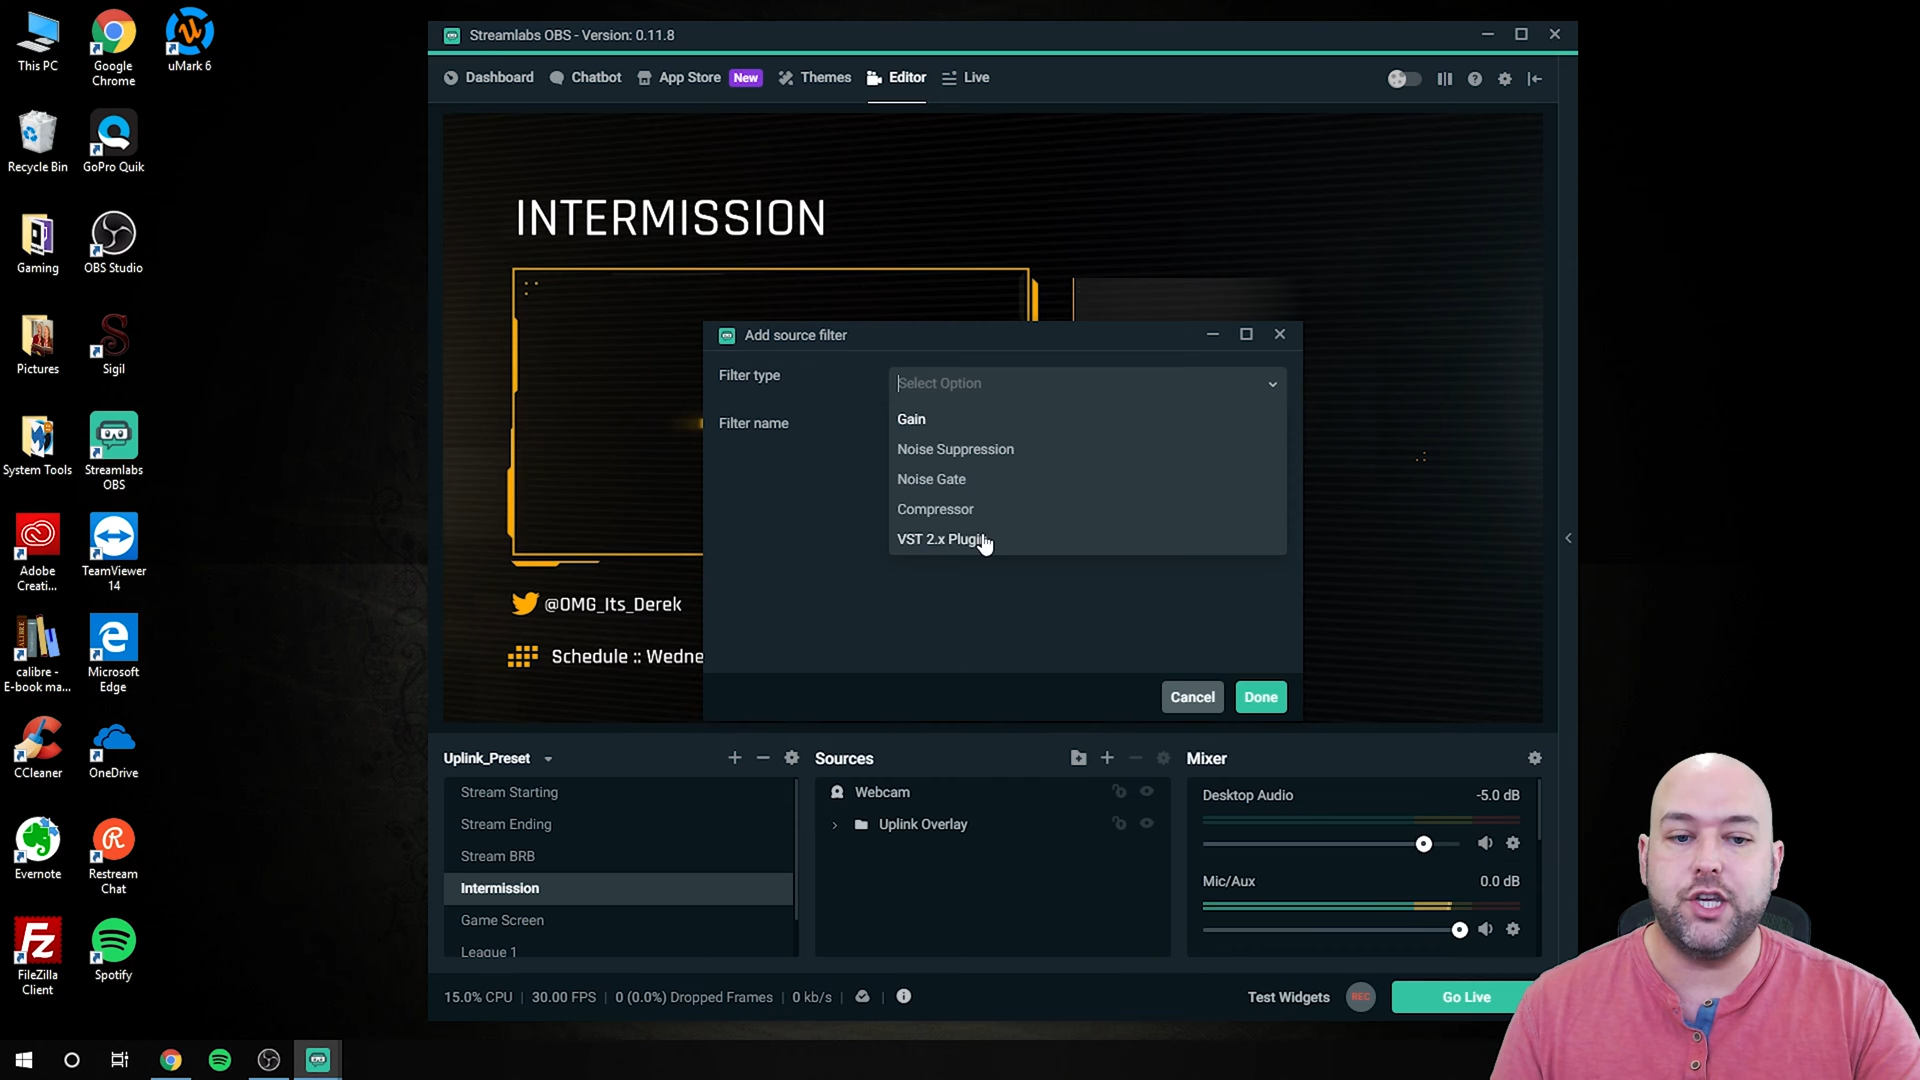 This PC
Google
Chrome
uMark 6
Recycle Bin
GoPro Quik
Gaming
OBS Studio
Pictures
Sigil
System Tools
Streamlabs
OBS
Adobe
Creati...
TeamViewer
14
calibre -
E-book ma...
Microsoft
Edge
CCleaner
OneDrive
Evernote
Restream
Chat
FileZilla
Client
Spotify
Streamlabs OBS - Version: 0.11.8
Dashboard
Chatbot
App Store
New
Themes
Editor
Live
INTERMISSION
@OMG_Its_Derek
Schedule :: Wedne
Add source filter
Filter type
Select Option
Filter name
Gain
Noise Suppression
Noise Gate
Compressor
VST 2.x Plugin
Cancel
Done
Uplink_Preset
Stream Starting
Stream Ending
Stream BRB
Intermission
Game Screen
League 1
Sources
Webcam
Uplink Overlay
Mixer
Desktop Audio
-5.0 dB
Mic/Aux
0.0 dB
15.0% CPU
30.00 FPS
0 (0.0%) Dropped Frames
0 kb/s
Test Widgets
REC
Go Live